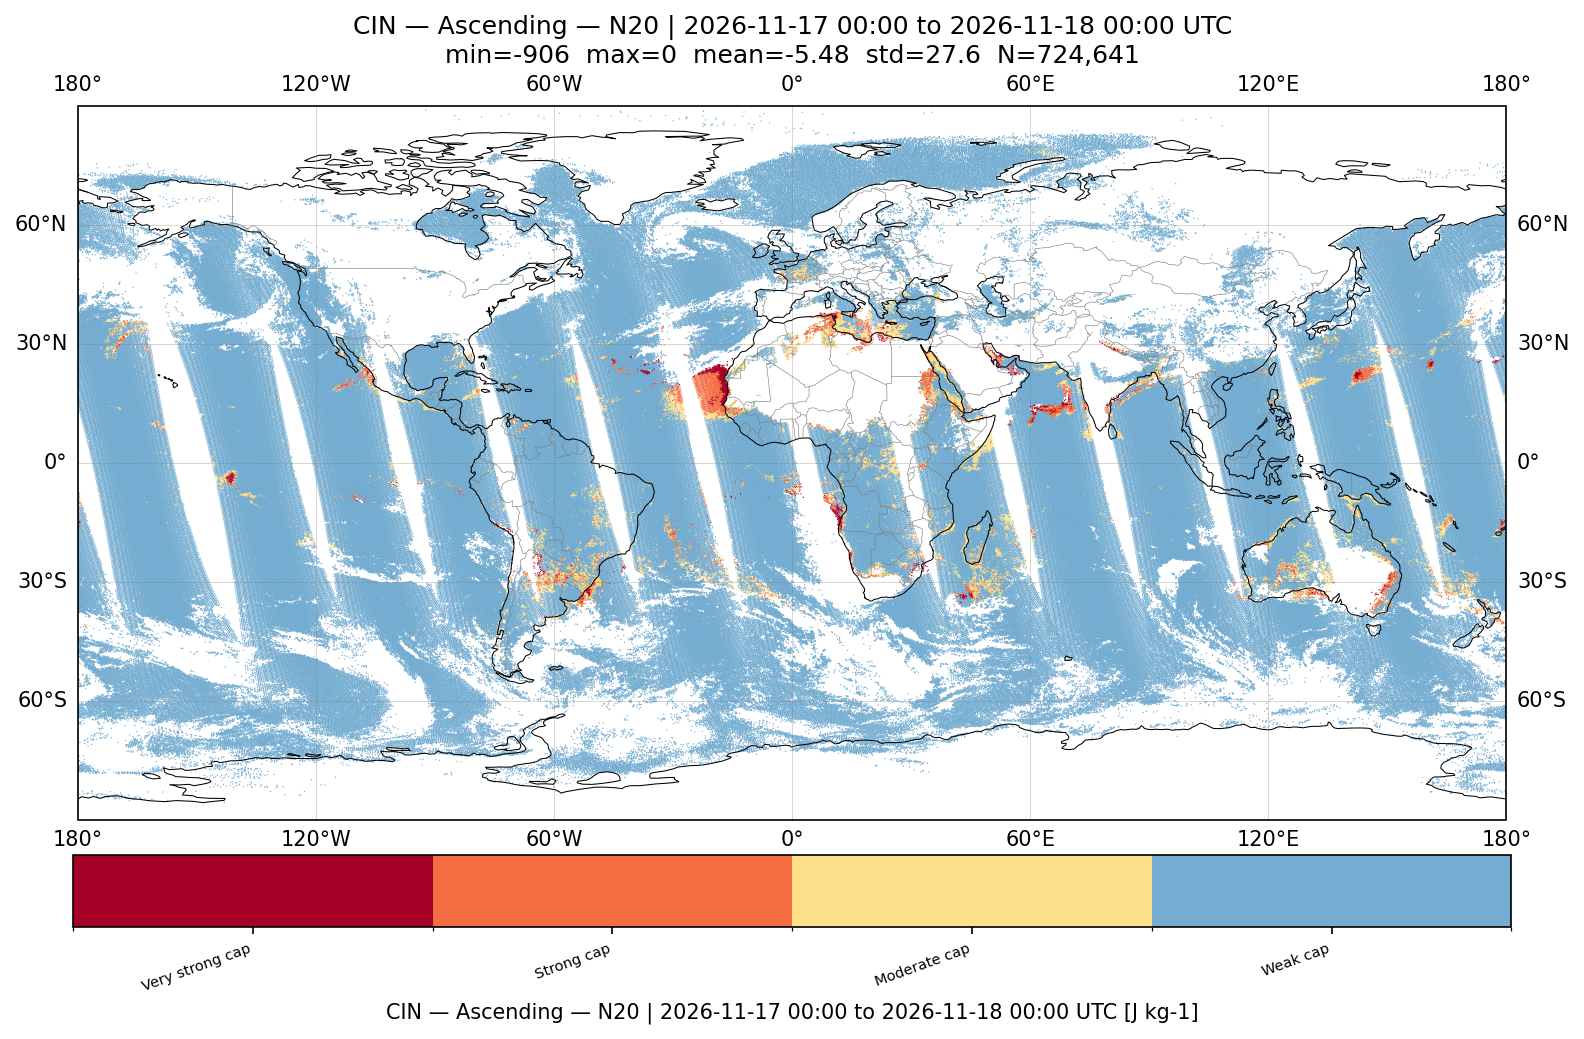 CIN — Ascending — N20 | 2026-11-17 00:00 to 2026-11-18 00:00 UTC
min=-906  max=0  mean=-5.48  std=27.6  N=724,641
180° 120°W 60°W 0° 60°E 120°E 180°
60°N 60°N
30°N 30°N
0° 0°
30°S 30°S
60°S 60°S
180° 120°W 60°W 0° 60°E 120°E 180°
Very strong cap Strong cap Moderate cap Weak cap
CIN — Ascending — N20 | 2026-11-17 00:00 to 2026-11-18 00:00 UTC [J kg-1]